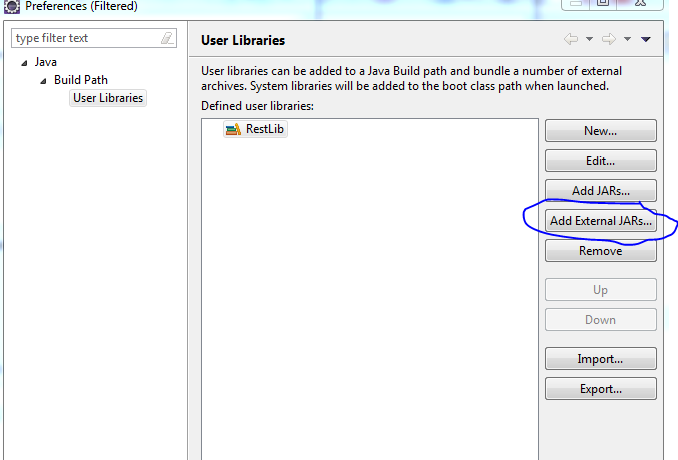 Preferences (Filtered)
type filter text
Java
Build Path
User Libraries
User Libraries
User libraries can be added to a Java Build path and bundle a number of external
archives. System libraries will be added to the boot class path when launched.
Defined user libraries:
RestLib
New...
Edit...
Add JARs...
Add External JARs...
Remove
Up
Down
Import...
Export...